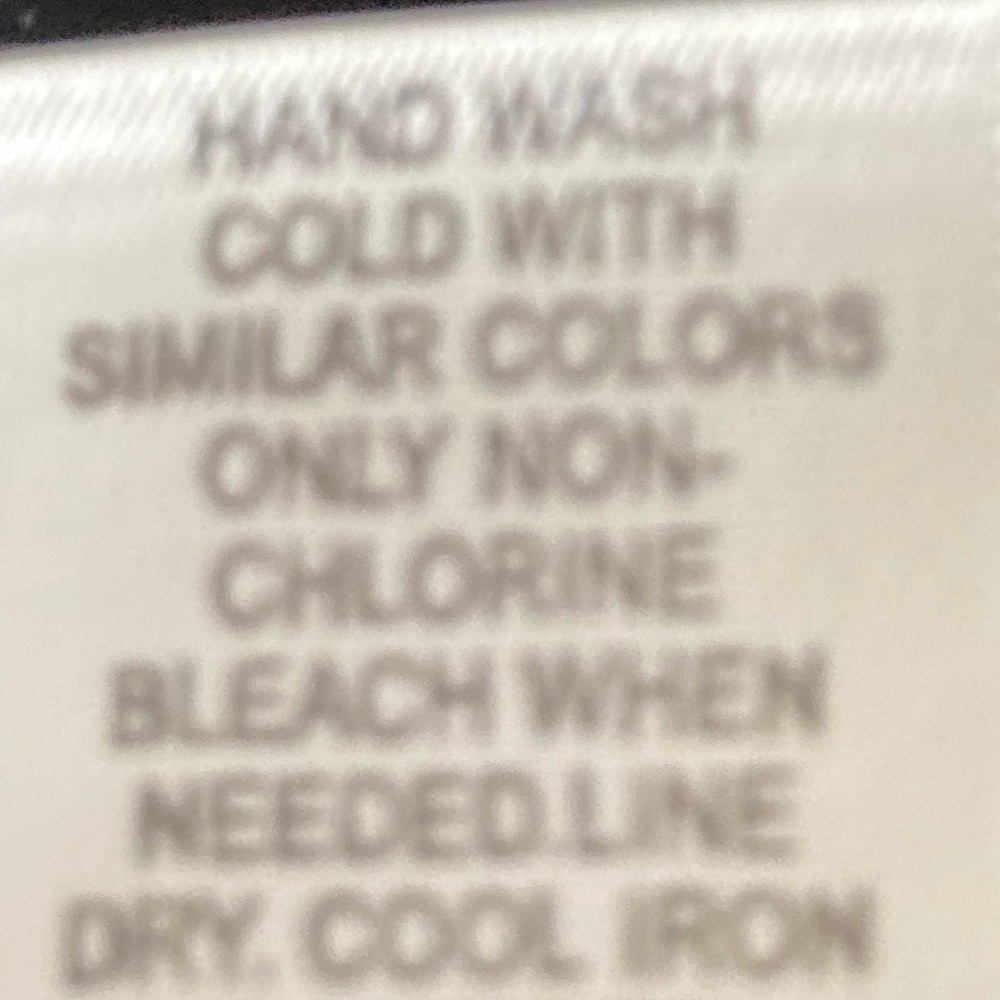 HAND WASH
COLD WITH
SIMILAR COLORS
ONLY NON-
CHLORINE
BLEACH WHEN
NEEDED.LINE
DRY. COOL IRON